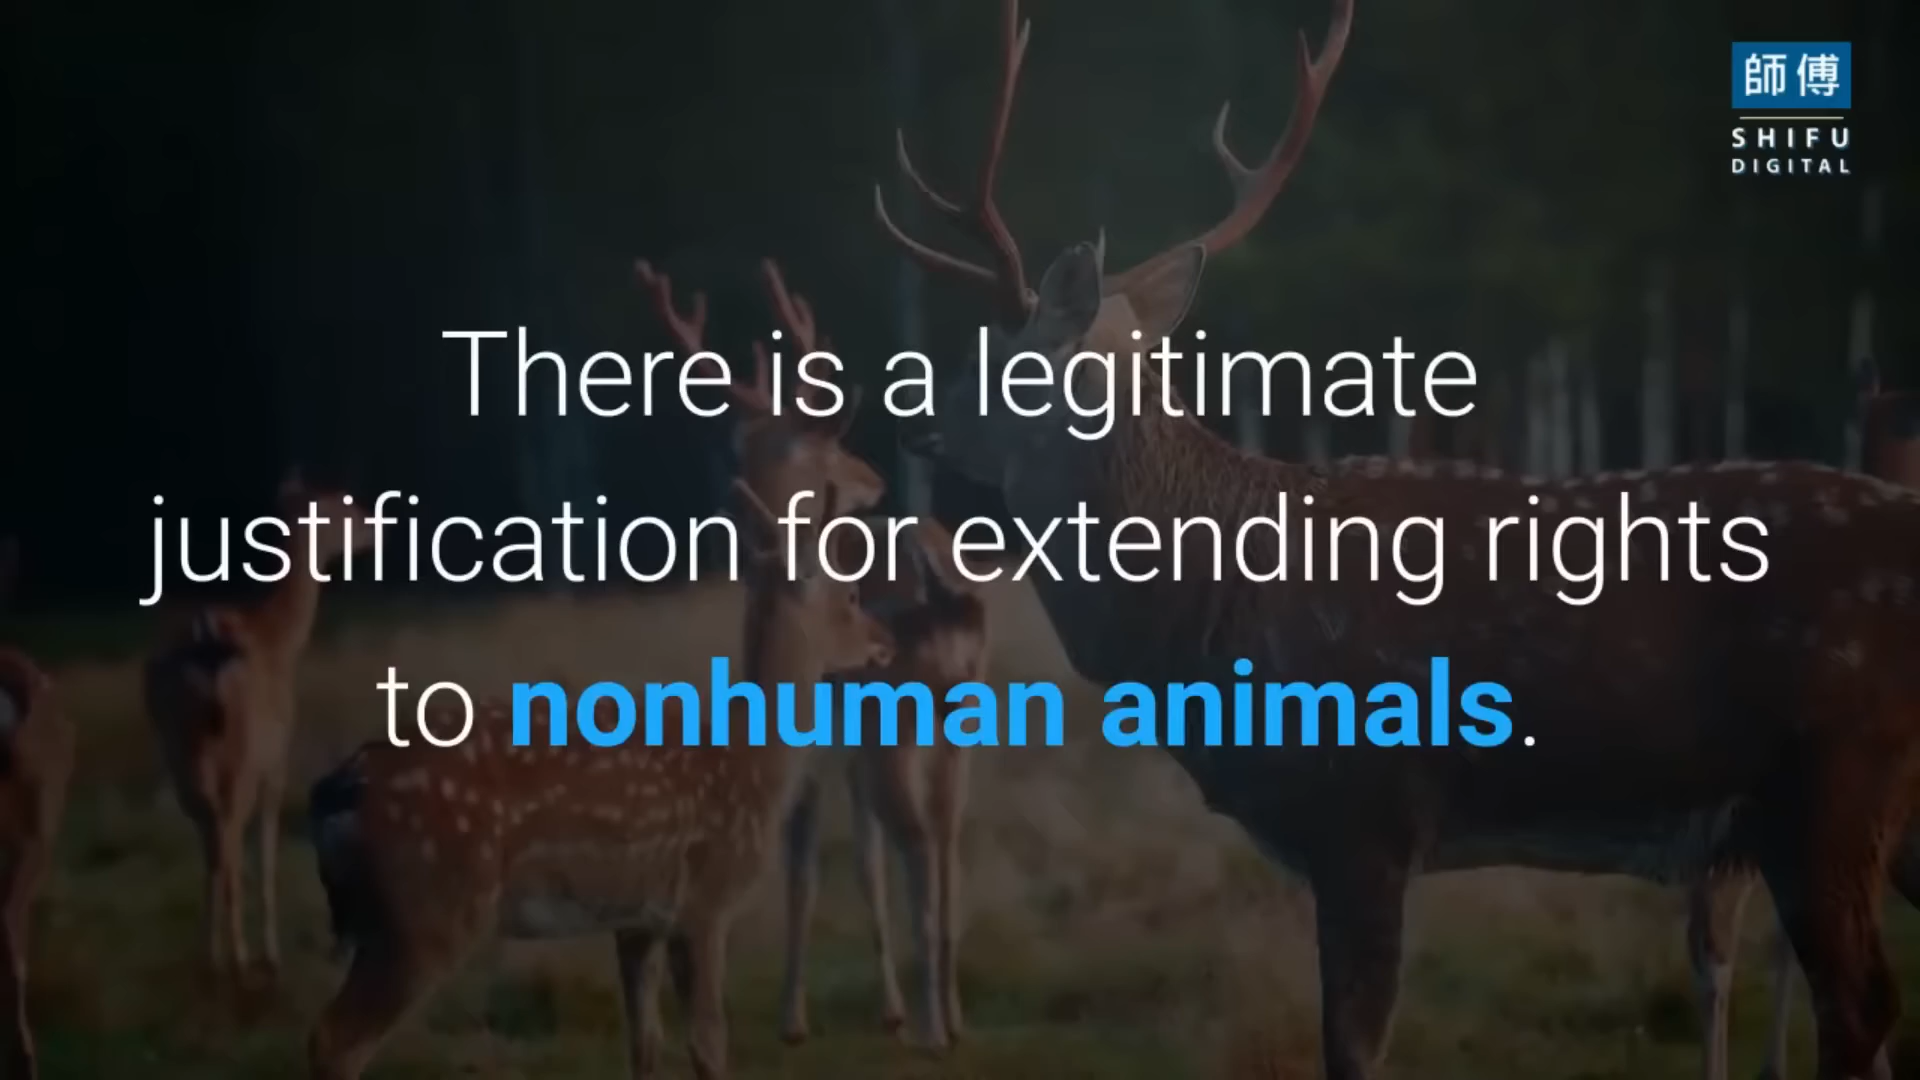 師傅
SHIFU
DIGITAL
There is a legitimate
justification for extending rights
to nonhuman animals.